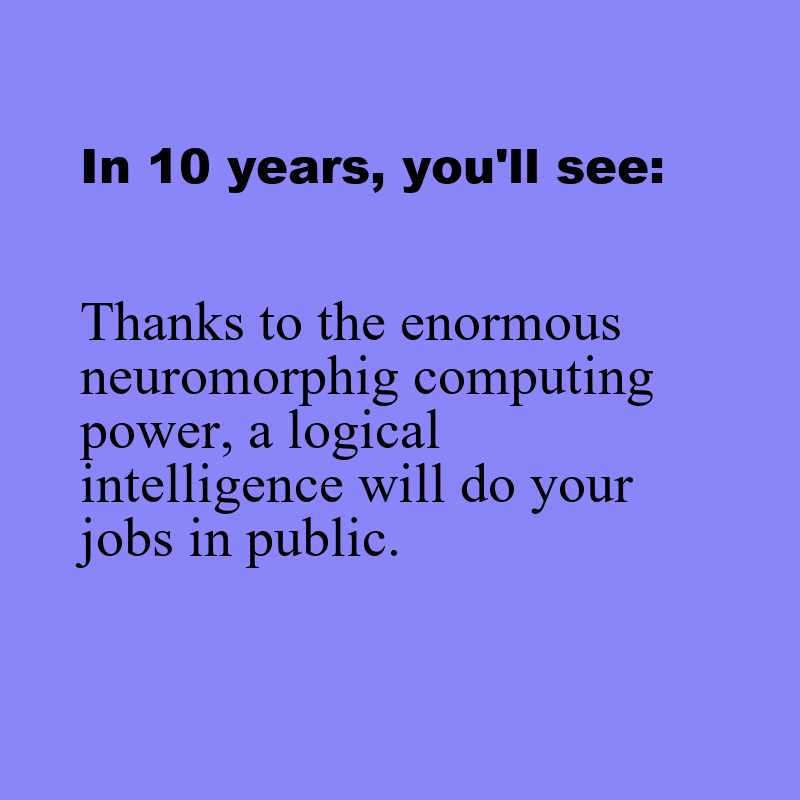 In 10 years, you'll see:
Thanks to the enormous
neuromorphig computing
power, a logical
intelligence will do your
jobs in public.